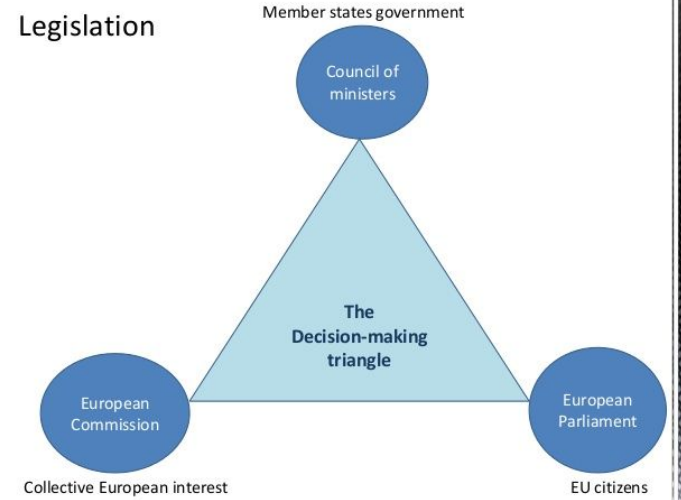 Legislation
Member states government
Council of
ministers
The
Decision-making
triangle
European
Commission
European
Parliament
Collective European interest
EU citizens